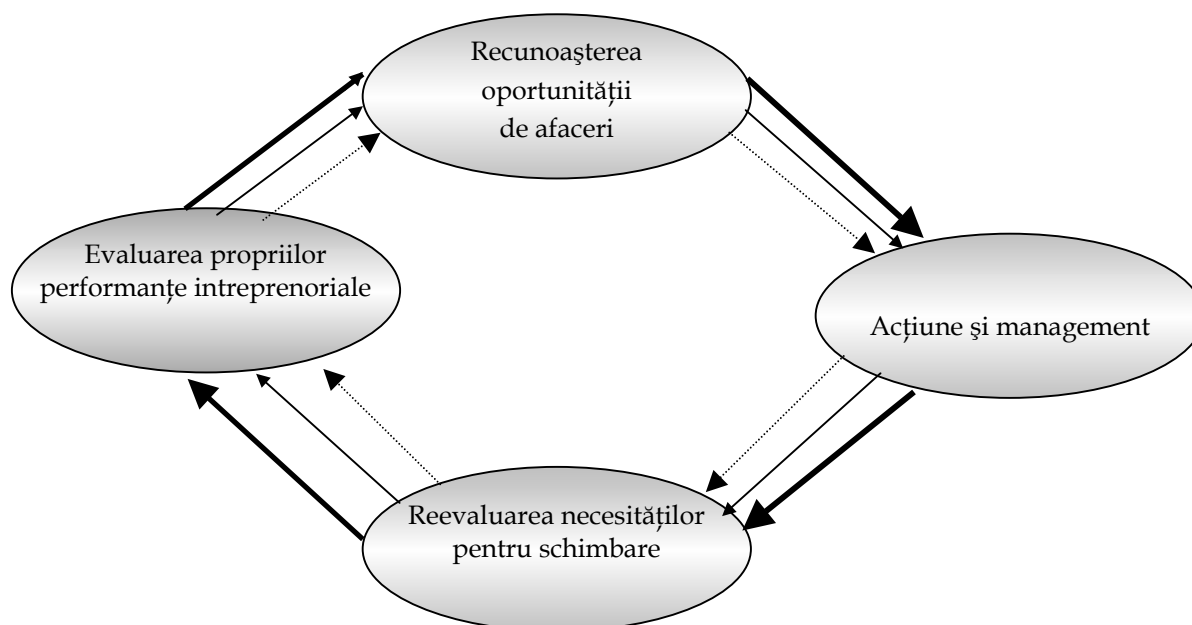 Recunoaşterea
oportunităţii
de afaceri
Evaluarea propriilor
performanţe intreprenoriale
Acţiune şi management
Reevaluarea necesităţilor
pentru schimbare